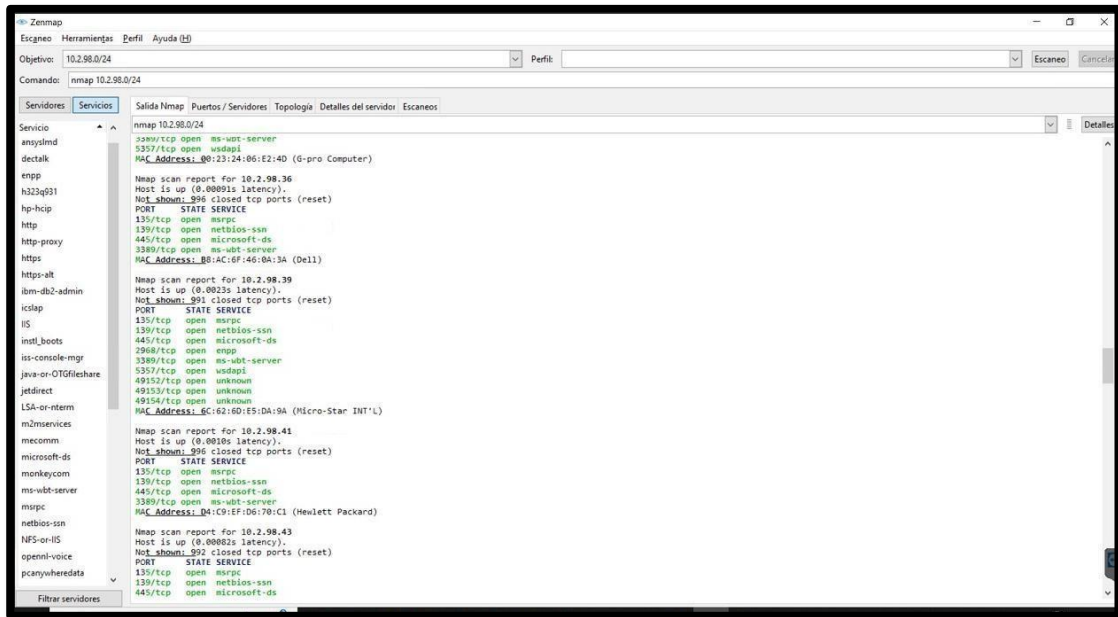 Zenmap
Escaneo Herramientas Perfil Ayuda (H)
Objetivo: 10.2.98.0/24 Perfil: Escaneo Cancelar
Comando: nmap 10.2.98.0/24
Servidores Servicios
Servicio
ansyslmd
dectalk
enpp
h323q931
hp-hcip
http
http-proxy
https
https-alt
ibm-db2-admin
icslap
IIS
instl_boots
iss-console-mgr
java-or-OTGfileshare
jetdirect
LSA-or-nterm
m2mservices
mecomm
microsoft-ds
monkeycom
ms-wbt-server
msrpc
netbios-ssn
NFS-or-IIS
opennl-voice
pcanywheredata
Filtrar servidores
Salida Nmap Puertos / Servidores Topología Detalles del servidor Escaneos
nmap 10.2.98.0/24 Detalles
3389/tcp open ms-wbt-server
5357/tcp open wsdapi
MAC Address: 00:23:24:06:E2:4D (G-pro Computer)
Nmap scan report for 10.2.98.36
Host is up (0.00091s latency).
Not shown: 996 closed tcp ports (reset)
PORT STATE SERVICE
135/tcp open msrpc
139/tcp open netbios-ssn
445/tcp open microsoft-ds
3389/tcp open ms-wbt-server
MAC Address: B8:AC:6F:46:0A:3A (Dell)
Nmap scan report for 10.2.98.39
Host is up (0.0023s latency).
Not shown: 991 closed tcp ports (reset)
PORT STATE SERVICE
135/tcp open msrpc
139/tcp open netbios-ssn
445/tcp open microsoft-ds
2968/tcp open enpp
3389/tcp open ms-wbt-server
5357/tcp open wsdapi
49152/tcp open unknown
49153/tcp open unknown
49154/tcp open unknown
MAC Address: 6C:62:6D:E5:DA:9A (Micro-Star INT'L)
Nmap scan report for 10.2.98.41
Host is up (0.0010s latency).
Not shown: 996 closed tcp ports (reset)
PORT STATE SERVICE
135/tcp open msrpc
139/tcp open netbios-ssn
445/tcp open microsoft-ds
3389/tcp open ms-wbt-server
MAC Address: D4:C9:EF:D6:70:C1 (Hewlett Packard)
Nmap scan report for 10.2.98.43
Host is up (0.00082s latency).
Not shown: 992 closed tcp ports (reset)
PORT STATE SERVICE
135/tcp open msrpc
139/tcp open netbios-ssn
445/tcp open microsoft-ds